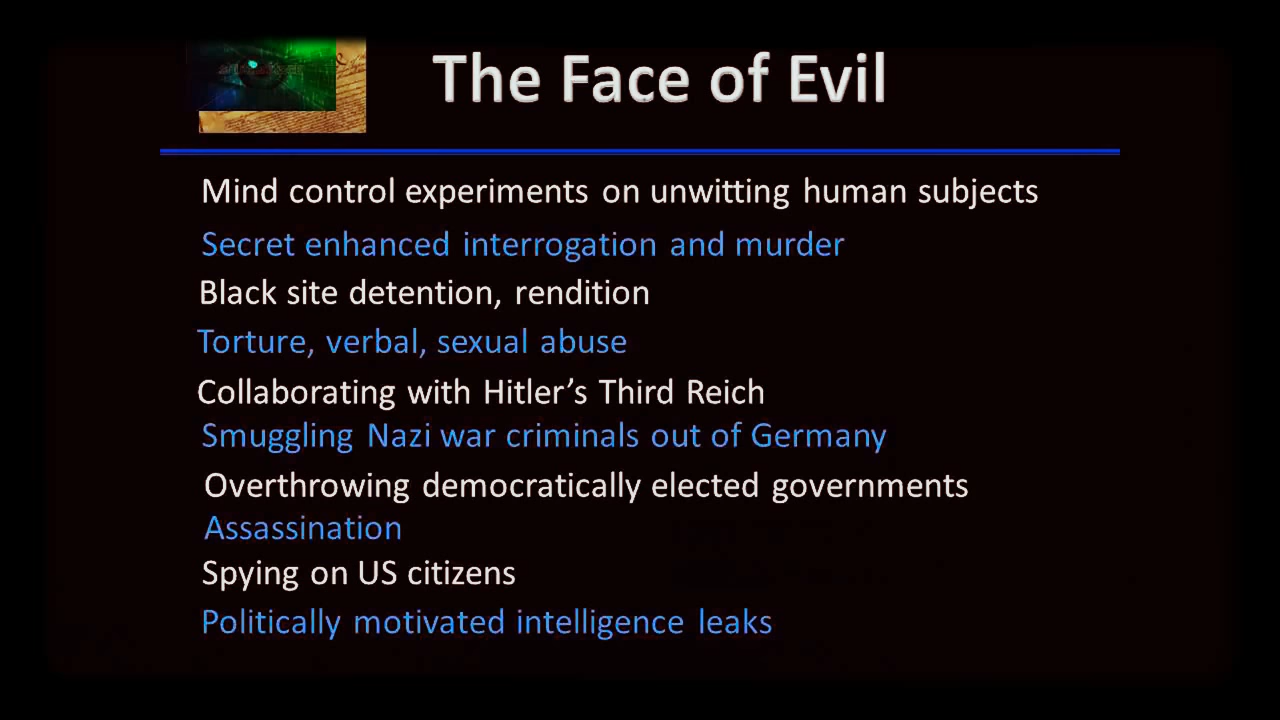 The Face of Evil
Mind control experiments on unwitting human subjects
Secret enhanced interrogation and murder
Black site detention, rendition
Torture, verbal, sexual abuse
Collaborating with Hitler’s Third Reich
Smuggling Nazi war criminals out of Germany
Overthrowing democratically elected governments
Assassination
Spying on US citizens
Politically motivated intelligence leaks